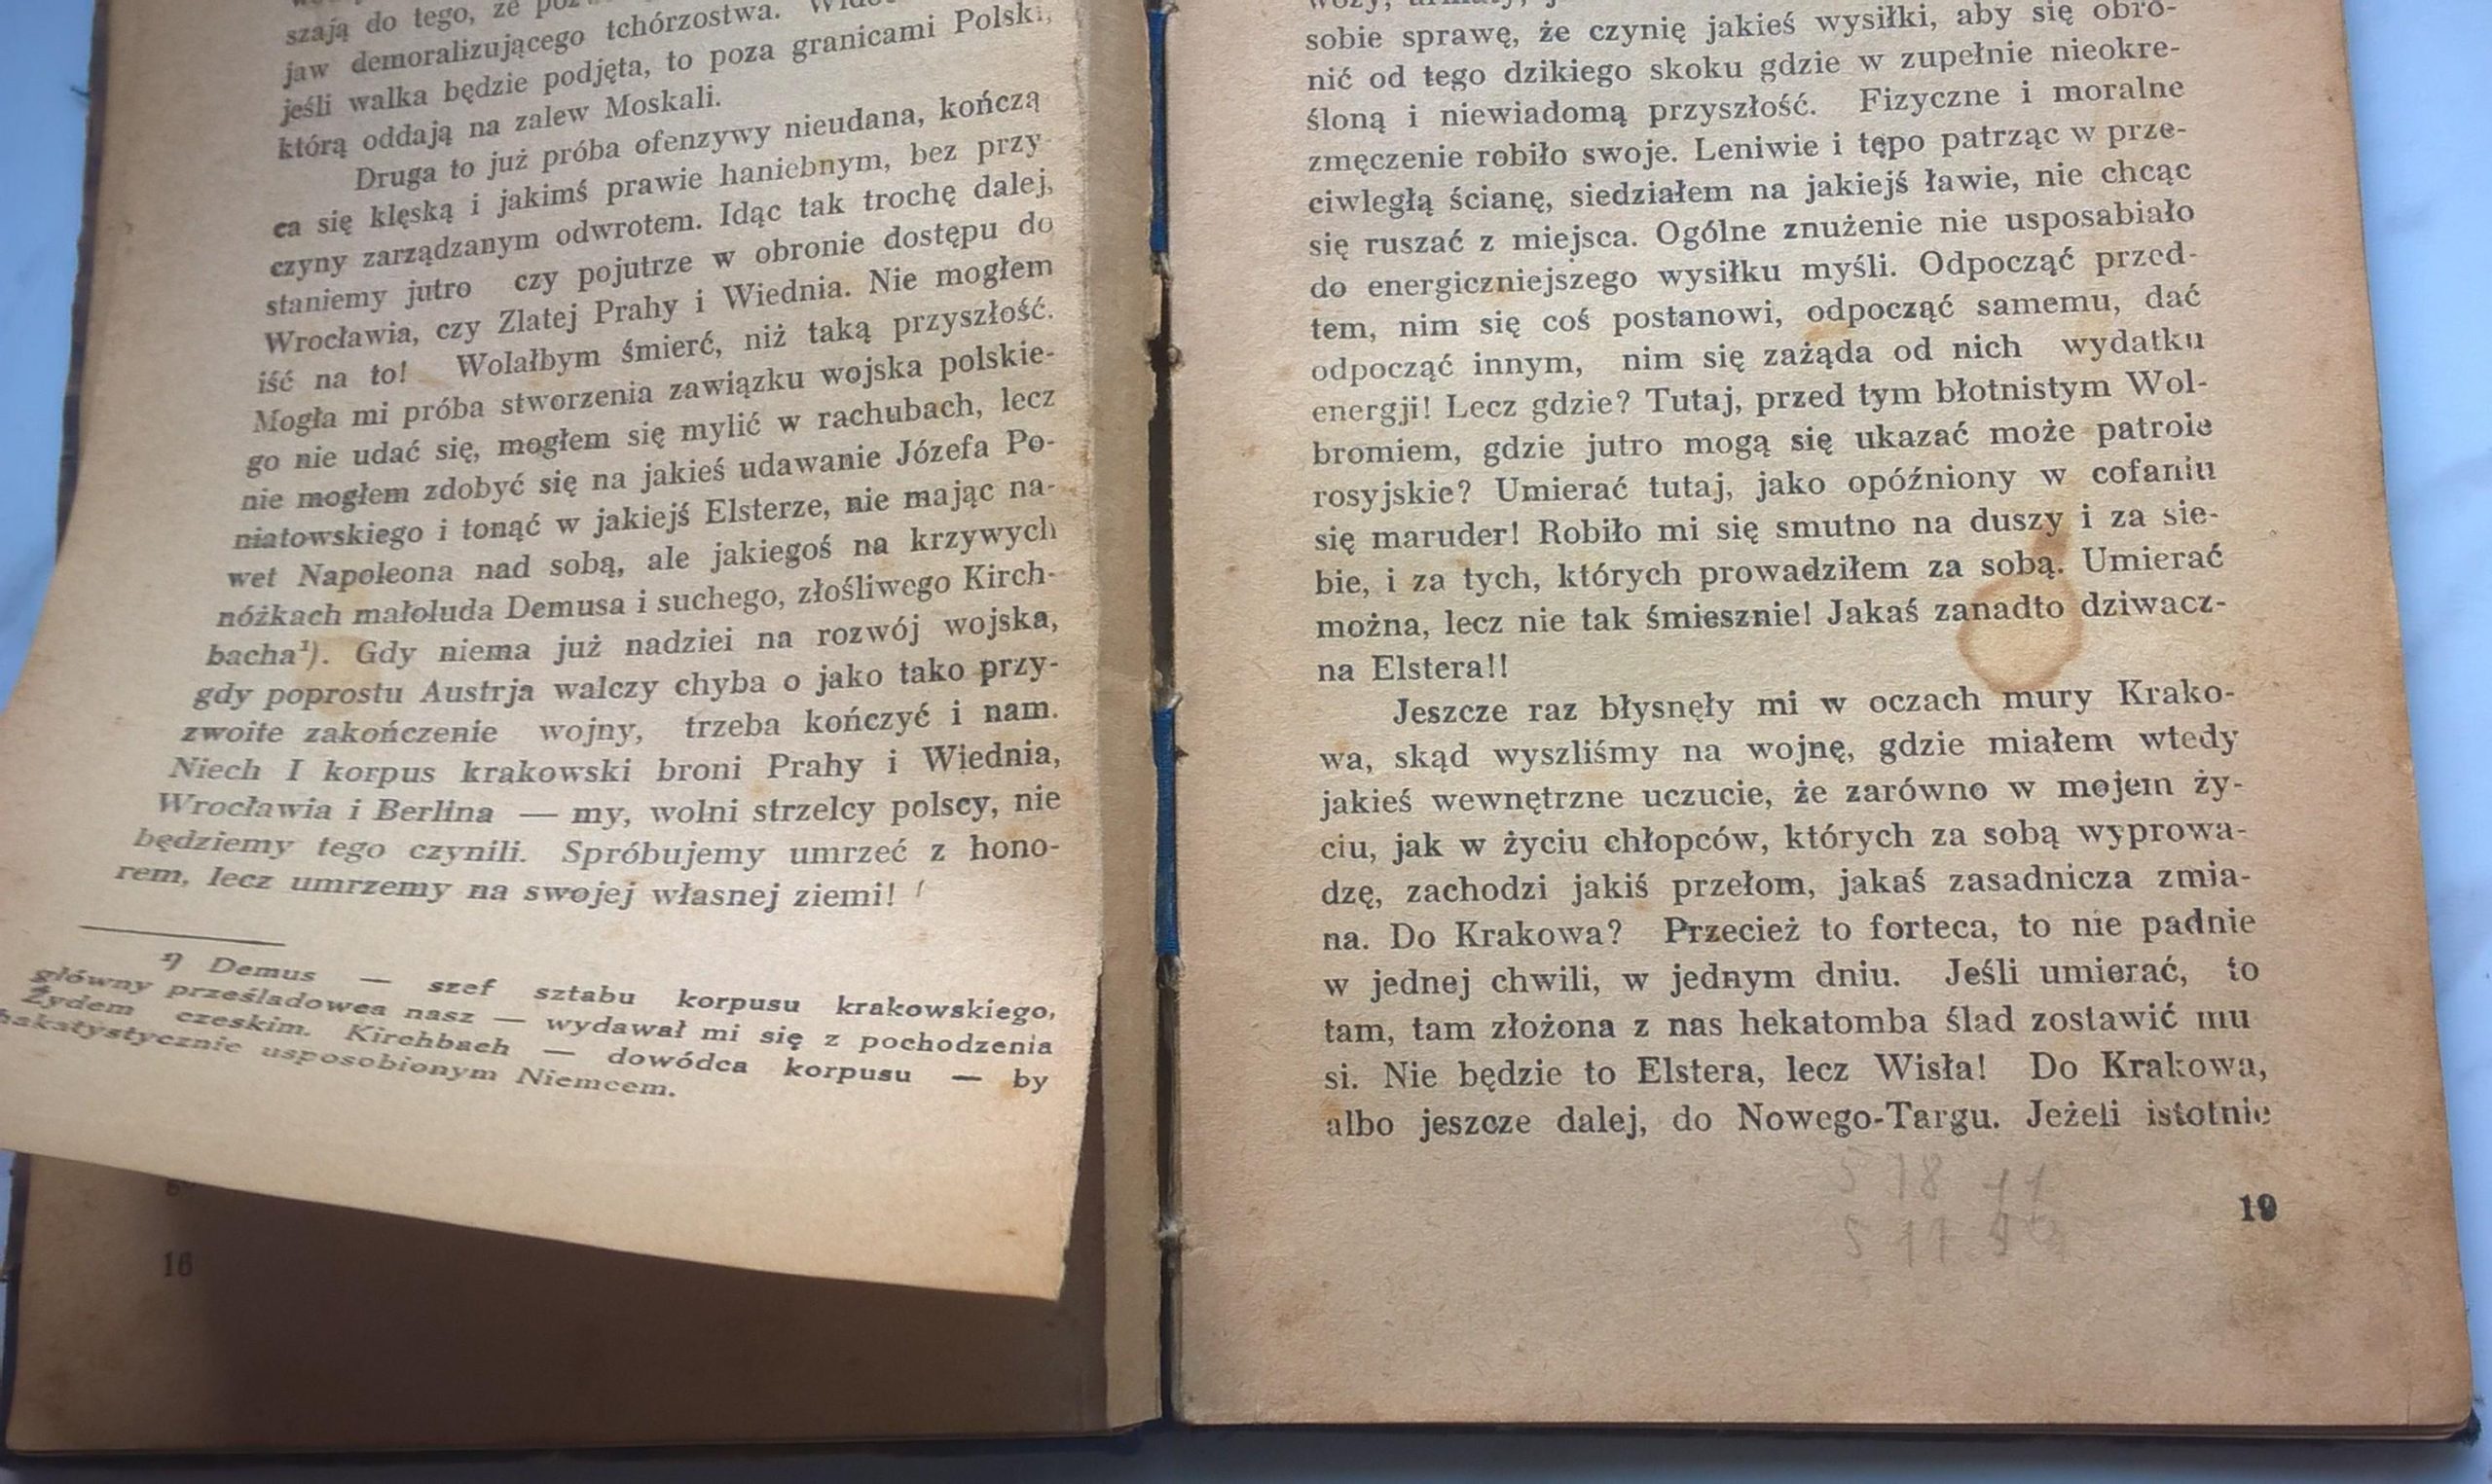 szają do tego, że
jaw demoralizującego tchórzostwa.
jeśli walka będzie podjęta, to poza granicami Polski,
którą oddają na zalew Moskali.
Druga to już próba ofenzywy nieudana, kończą
ca się klęską i jakimś prawie haniebnym, bez przy-
czyny zarządzanym odwrotem. Idąc tak trochę dalej,
staniemy jutro czy pojutrze w obronie dostępu do
Wrocławia, czy Zlatej Prahy i Wiednia. Nie mogłem
iść na to! Wolałbym śmierć, niż taką przyszłość.
Mogła mi próba stworzenia zawiązku wojska polskie-
go nie udać się, mogłem się mylić w rachubach, lecz
nie mogłem zdobyć się na jakieś udawanie Józefa Po-
niatowskiego i tonąć w jakiejś Elsterze, nie mając na-
wet Napoleona nad sobą, ale jakiegoś na krzywych
nóżkach małoluda Demusa i suchego, złośliwego Kirch-
bacha¹). Gdy niema już nadziei na rozwój wojska,
gdy poprostu Austrja walczy chyba o jako tako przy-
zwoite zakończenie wojny, trzeba kończyć i nam.
Niech I korpus krakowski broni Prahy i Wiednia,
Wrocławia i Berlina — my, wolni strzelcy polscy, nie
będziemy tego czynili. Spróbujemy umrzeć z hono-
rem, lecz umrzemy na swojej własnej ziemi!
¹) Demus — szef sztabu korpusu krakowskiego,
główny prześladowca nasz — wydawał mi się z pochodzenia
Żydem czeskim. Kirchbach — dowódca korpusu — by
hakatystycznie usposobionym Niemcem.
16
sobie sprawę, że czynię jakieś wysiłki, aby się obro-
nić od tego dzikiego skoku gdzie w zupełnie nieokre-
śloną i niewiadomą przyszłość. Fizyczne i moralne
zmęczenie robiło swoje. Leniwie i tępo patrząc w prze-
ciwległą ścianę, siedziałem na jakiejś ławie, nie chcąc
się ruszać z miejsca. Ogólne znużenie nie usposabiało
do energiczniejszego wysiłku myśli. Odpocząć przed-
tem, nim się coś postanowi, odpocząć samemu, dać
odpocząć innym, nim się zażąda od nich wydatku
energji! Lecz gdzie? Tutaj, przed tym błotnistym Wol-
bromiem, gdzie jutro mogą się ukazać może patrole
rosyjskie? Umierać tutaj, jako opóźniony w cofaniu
się maruder! Robiło mi się smutno na duszy i za sie-
bie, i za tych, których prowadziłem za sobą. Umierać
można, lecz nie tak śmiesznie! Jakaś zanadto dziwacz-
na Elstera!!
Jeszcze raz błysnęły mi w oczach mury Krako-
wa, skąd wyszliśmy na wojnę, gdzie miałem wtedy
jakieś wewnętrzne uczucie, że zarówno w mojem ży-
ciu, jak w życiu chłopców, których za sobą wyprowa-
dzę, zachodzi jakiś przełom, jakaś zasadnicza zmia-
na. Do Krakowa? Przecież to forteca, to nie padnie
w jednej chwili, w jednym dniu. Jeśli umierać, to
tam, tam złożona z nas hekatomba ślad zostawić mu
si. Nie będzie to Elstera, lecz Wisła! Do Krakowa,
albo jeszcze dalej, do Nowego-Targu. Jeżeli istotnie
19